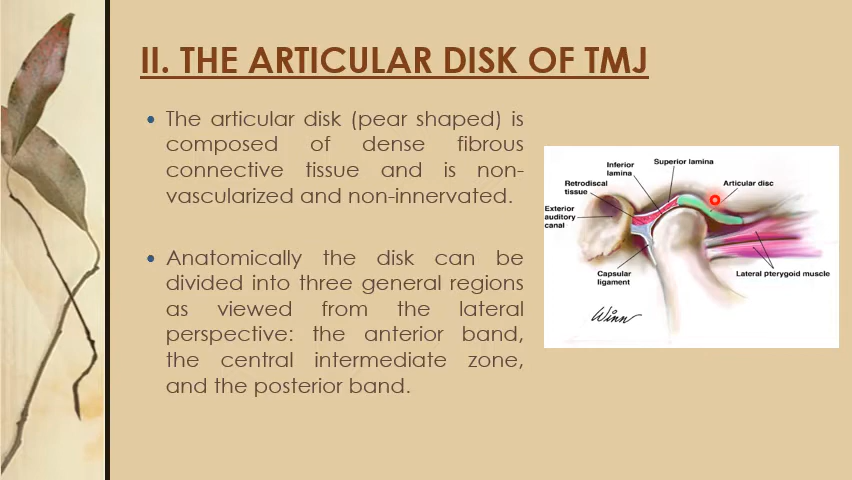 II. THE ARTICULAR DISK OF TMJ
• The articular disk (pear shaped) is
composed of dense fibrous
connective tissue and is non-
vascularized and non-innervated.
• Anatomically the disk can be
divided into three general regions
as viewed from the lateral
perspective: the anterior band,
the central intermediate zone,
and the posterior band.
Superior lamina
Inferior
lamina
Retrodiscal
tissue
Articular disc
Exterior
auditory
canal
Capsular
ligament
Lateral pterygoid muscle
Winn